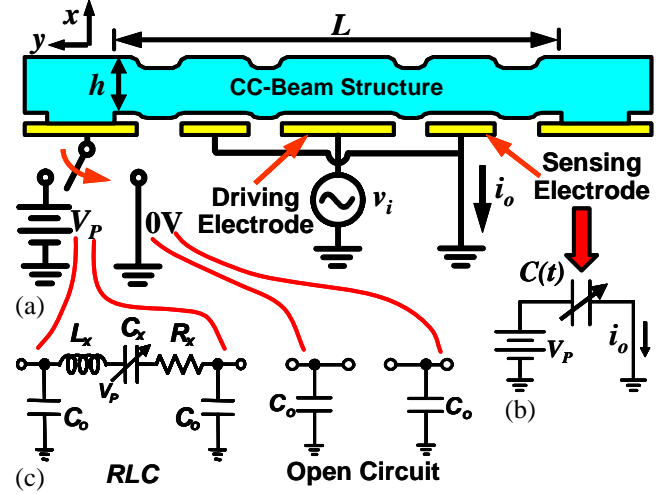 x
y
L
h
CC-Beam Structure
Driving
Electrode
v_i
i_o
Sensing
Electrode
V_P
0V
(a)
C(t)
V_P
i_o
(b)
L_x
C_x
R_x
V_P
C_o
C_o
C_o
C_o
(c)
RLC
Open Circuit